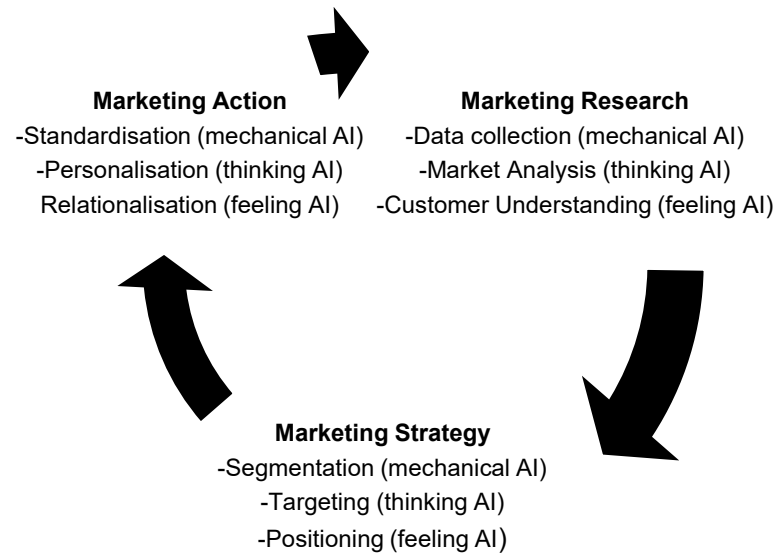 Marketing Action
-Standardisation (mechanical AI)
-Personalisation (thinking AI)
Relationalisation (feeling AI)
Marketing Research
-Data collection (mechanical AI)
-Market Analysis (thinking AI)
-Customer Understanding (feeling AI)
Marketing Strategy
-Segmentation (mechanical AI)
-Targeting (thinking AI)
-Positioning (feeling AI)